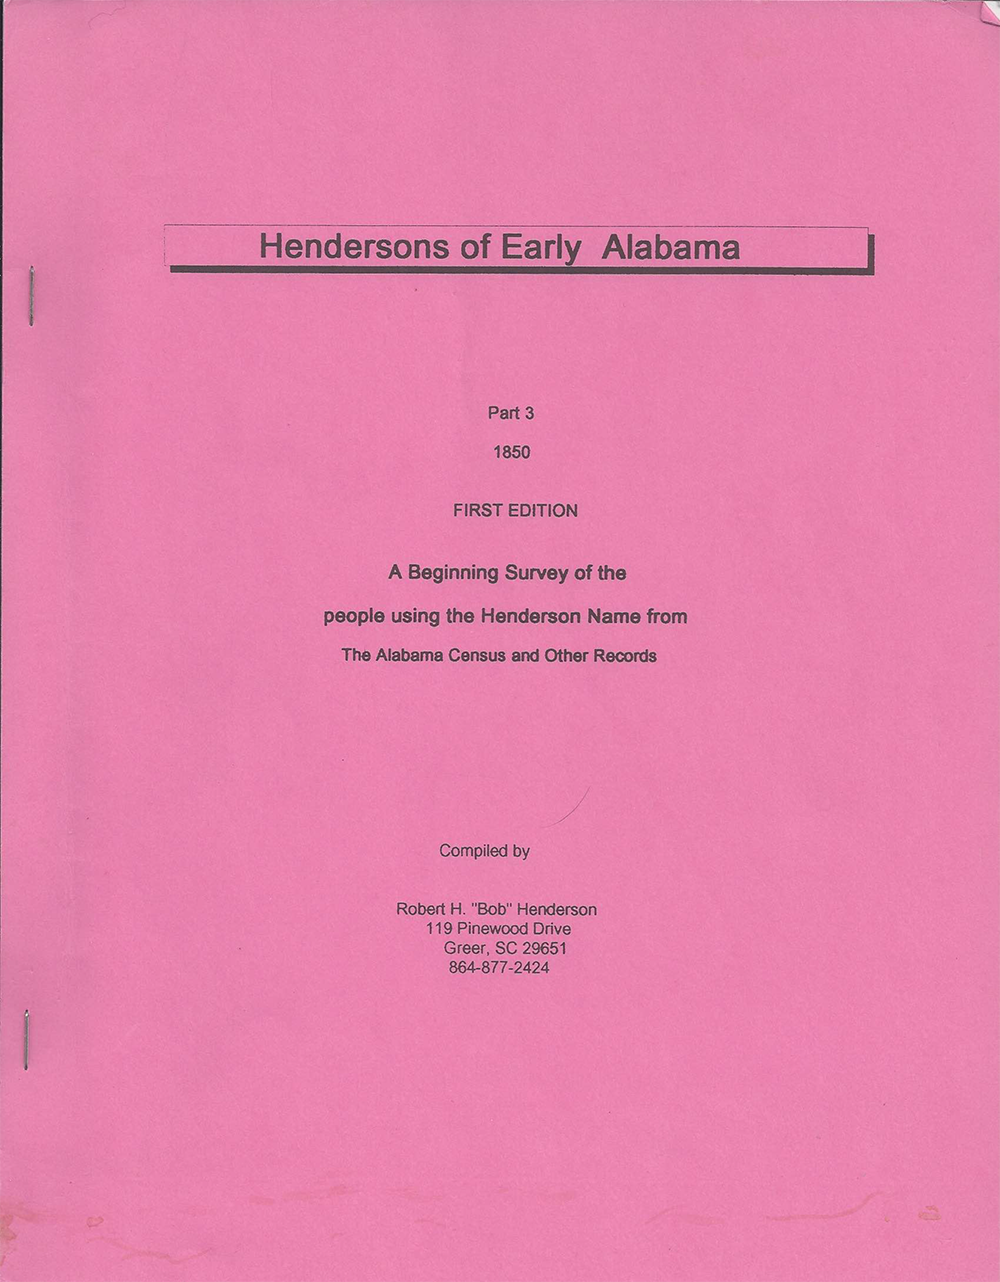 Hendersons of Early Alabama
Part 3
1850
FIRST EDITION
A Beginning Survey of the
people using the Henderson Name from
The Alabama Census and Other Records
Compiled by
Robert H. "Bob" Henderson
119 Pinewood Drive
Greer, SC 29651
864-877-2424